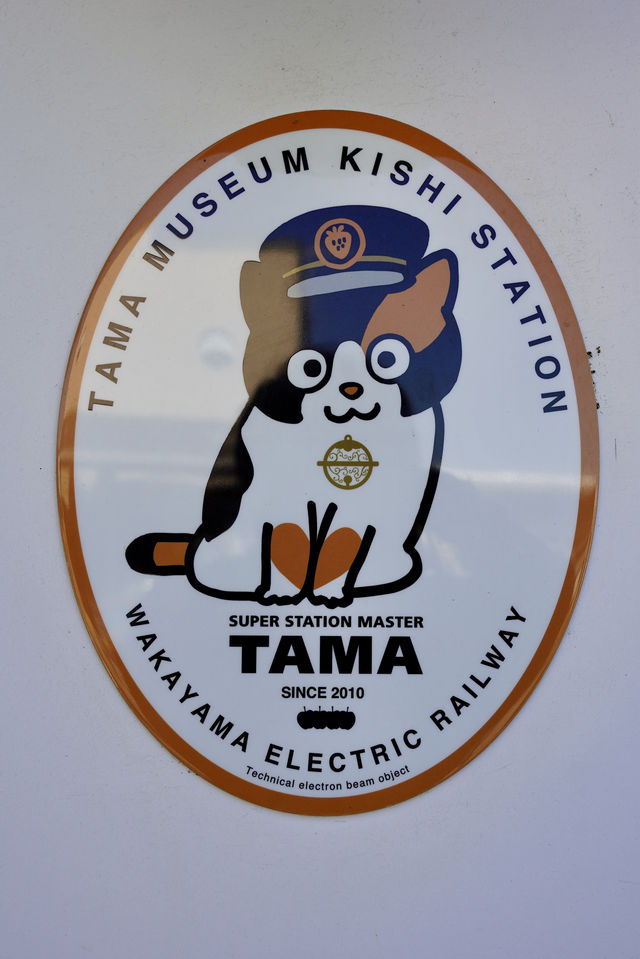 TAMA MUSEUM KISHI STATION
SUPER STATION MASTER
TAMA
SINCE 2010
WAKAYAMA ELECTRIC RAILWAY
Technical electron beam object